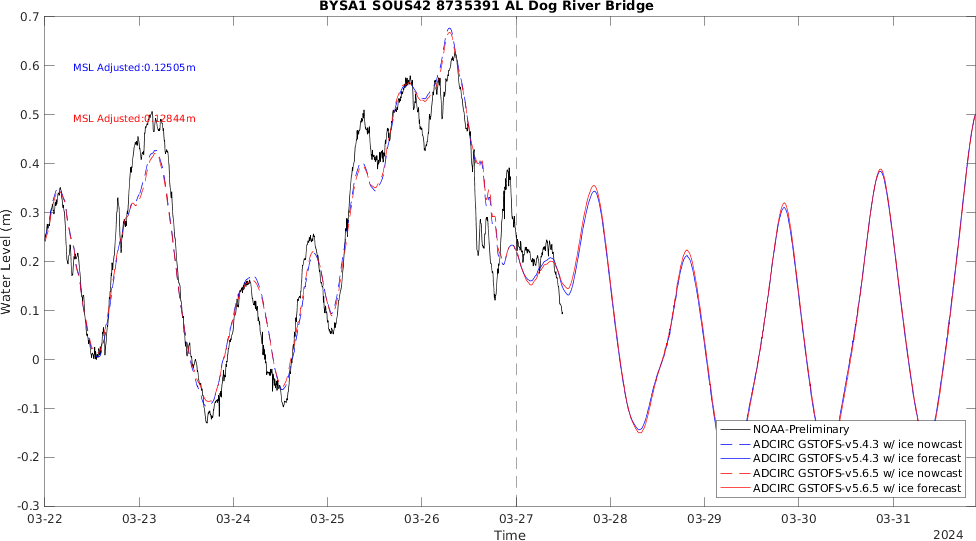 BYSA1 SOUS42 8735391 AL Dog River Bridge
0.7
0.6
0.5
0.4
0.3
0.2
0.1
0
-0.1
-0.2
-0.3
Water Level (m)
MSL Adjusted:0.12505m
MSL Adjusted:0.12844m
NOAA-Preliminary
ADCIRC GSTOFS-v5.4.3 w/ ice nowcast
ADCIRC GSTOFS-v5.4.3 w/ ice forecast
ADCIRC GSTOFS-v5.6.5 w/ ice nowcast
ADCIRC GSTOFS-v5.6.5 w/ ice forecast
03-22 03-23 03-24 03-25 03-26 03-27 03-28 03-29 03-30 03-31
Time
2024